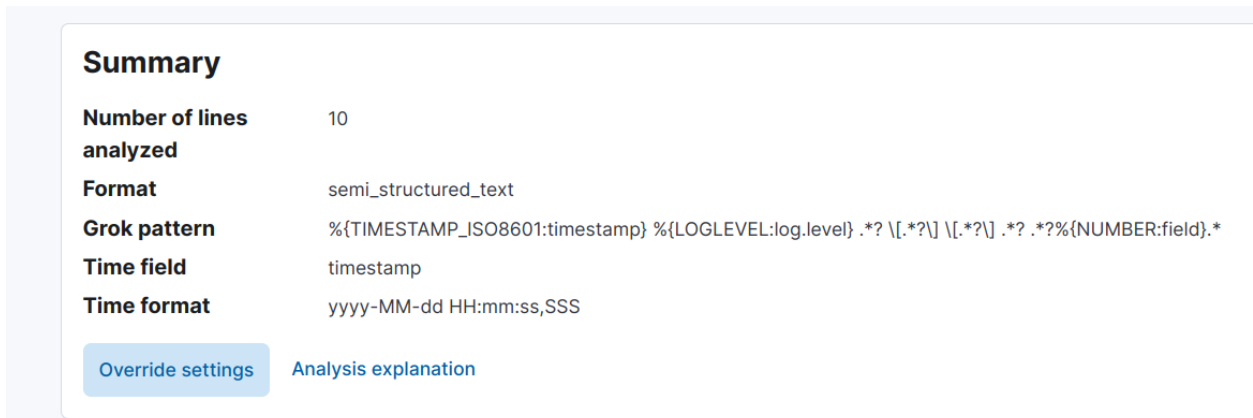 Summary
Number of lines analyzed 10
Format semi_structured_text
Grok pattern %{TIMESTAMP_ISO8601:timestamp} %{LOGLEVEL:log.level} .*? \[.*?\] \[.*?\] .*? .*?%{NUMBER:field}.*
Time field timestamp
Time format yyyy-MM-dd HH:mm:ss,SSS
Override settings Analysis explanation